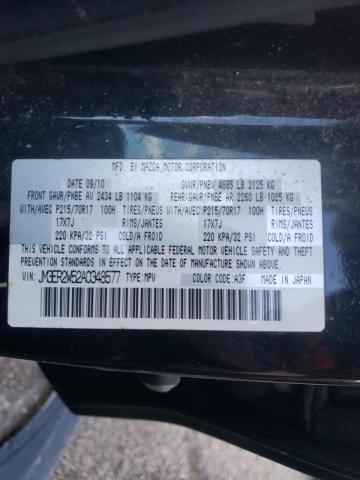 MFD. BY MAZDA MOTOR CORPORATION
DATE 09/10 GVWR/PNBV 4685 LB 2125 KG
FRONT GAWR/PNBE AV 2434 LB 1104 KG REAR GAWR/PNBE AR 2260 LB 1025 KG
WITH/AVEC P215/70R17 100H TIRES/PNEUS WITH/AVEC P215/70R17 100H TIRES/PNEUS
17X7J RIMS/JANTES 17X7J RIMS/JANTES
220 KPA/32 PSI COLD/A FROID 220 KPA/32 PSI COLD/A FROID
THIS VEHICLE CONFORMS TO ALL APPLICABLE FEDERAL MOTOR VEHICLE SAFETY, BUMPER, AND THEFT
PREVENTION STANDARDS IN EFFECT ON THE DATE OF MANUFACTURE SHOWN ABOVE.
VIN: JM3ER2W52A0348577 TYPE: MPV COLOR CODE: A3F MADE IN JAPAN